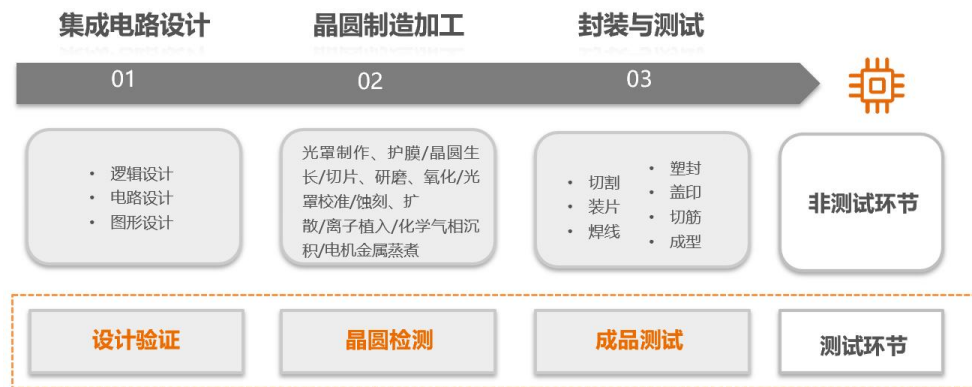 集成电路设计
晶圆制造加工
封装与测试
01
02
03
• 逻辑设计
• 电路设计
• 图形设计
光罩制作、护膜/晶圆生
长/切片、研磨、氧化/光
罩校准/蚀刻、扩
散/离子植入/化学气相沉
积/电机金属蒸煮
• 切割
• 装片
• 焊线
• 塑封
• 盖印
• 切筋
• 成型
非测试环节
设计验证
晶圆检测
成品测试
测试环节